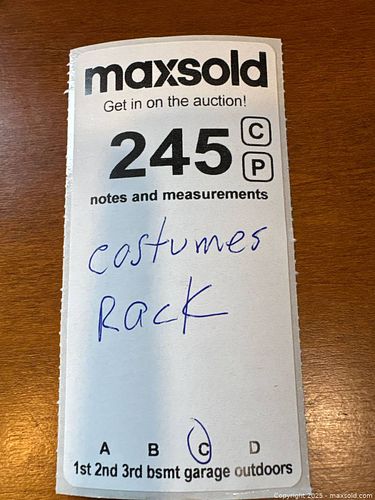 maxsold
Get in on the auction!
245 C
P
notes and measurements
costumes
Rack
A B C D
1st 2nd 3rd bsmt garage outdoors
Copyright 2025 - maxsold.com